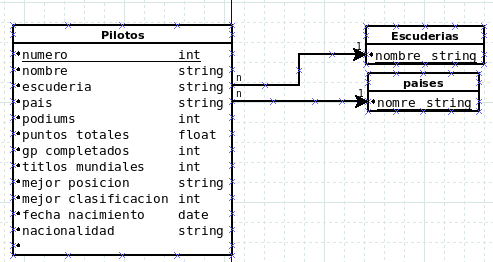 Pilotos
numero int
nombre string
escuderia string
pais string
podiums int
puntos totales float
gp completados int
titlos mundiales int
mejor posicion string
mejor clasificacion int
fecha nacimiento date
nacionalidad string
n
1
n
1
Escuderias
nombre string
paises
nomre string